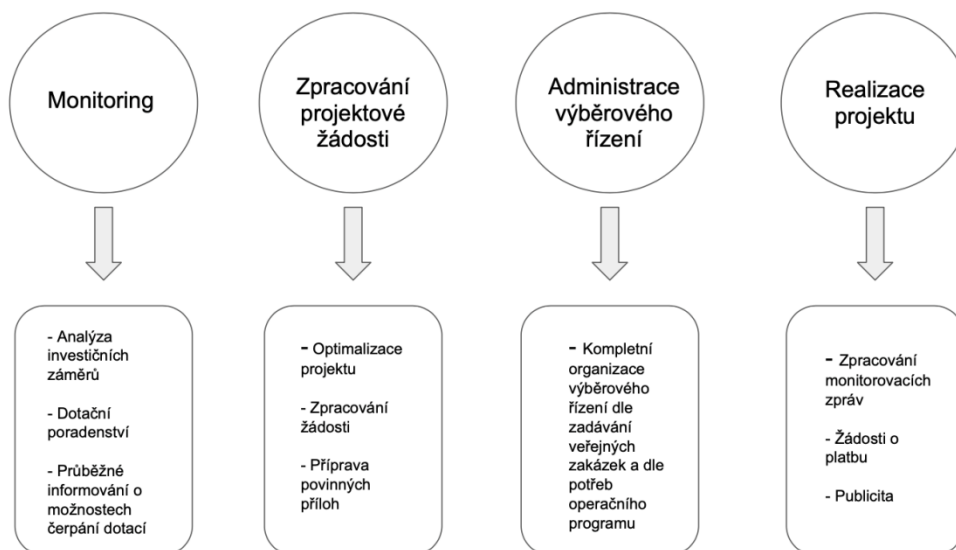 Monitoring
Zpracování
projektové
žádosti
Administrace
výběrového
řízení
Realizace
projektu
- Analýza
investičních
záměrů
- Dotační
poradenství
- Průběžné
informování o
možnostech
čerpání dotací
- Optimalizace
projektu
- Zpracování
žádosti
- Příprava
povinných
příloh
- Kompletní
organizace
výběrového
řízení dle
zadávání
veřejných
zakázek a dle
potřeb
operačního
programu
- Zpracování
monitorovacích
zpráv
- Žádosti o
platbu
- Publicita